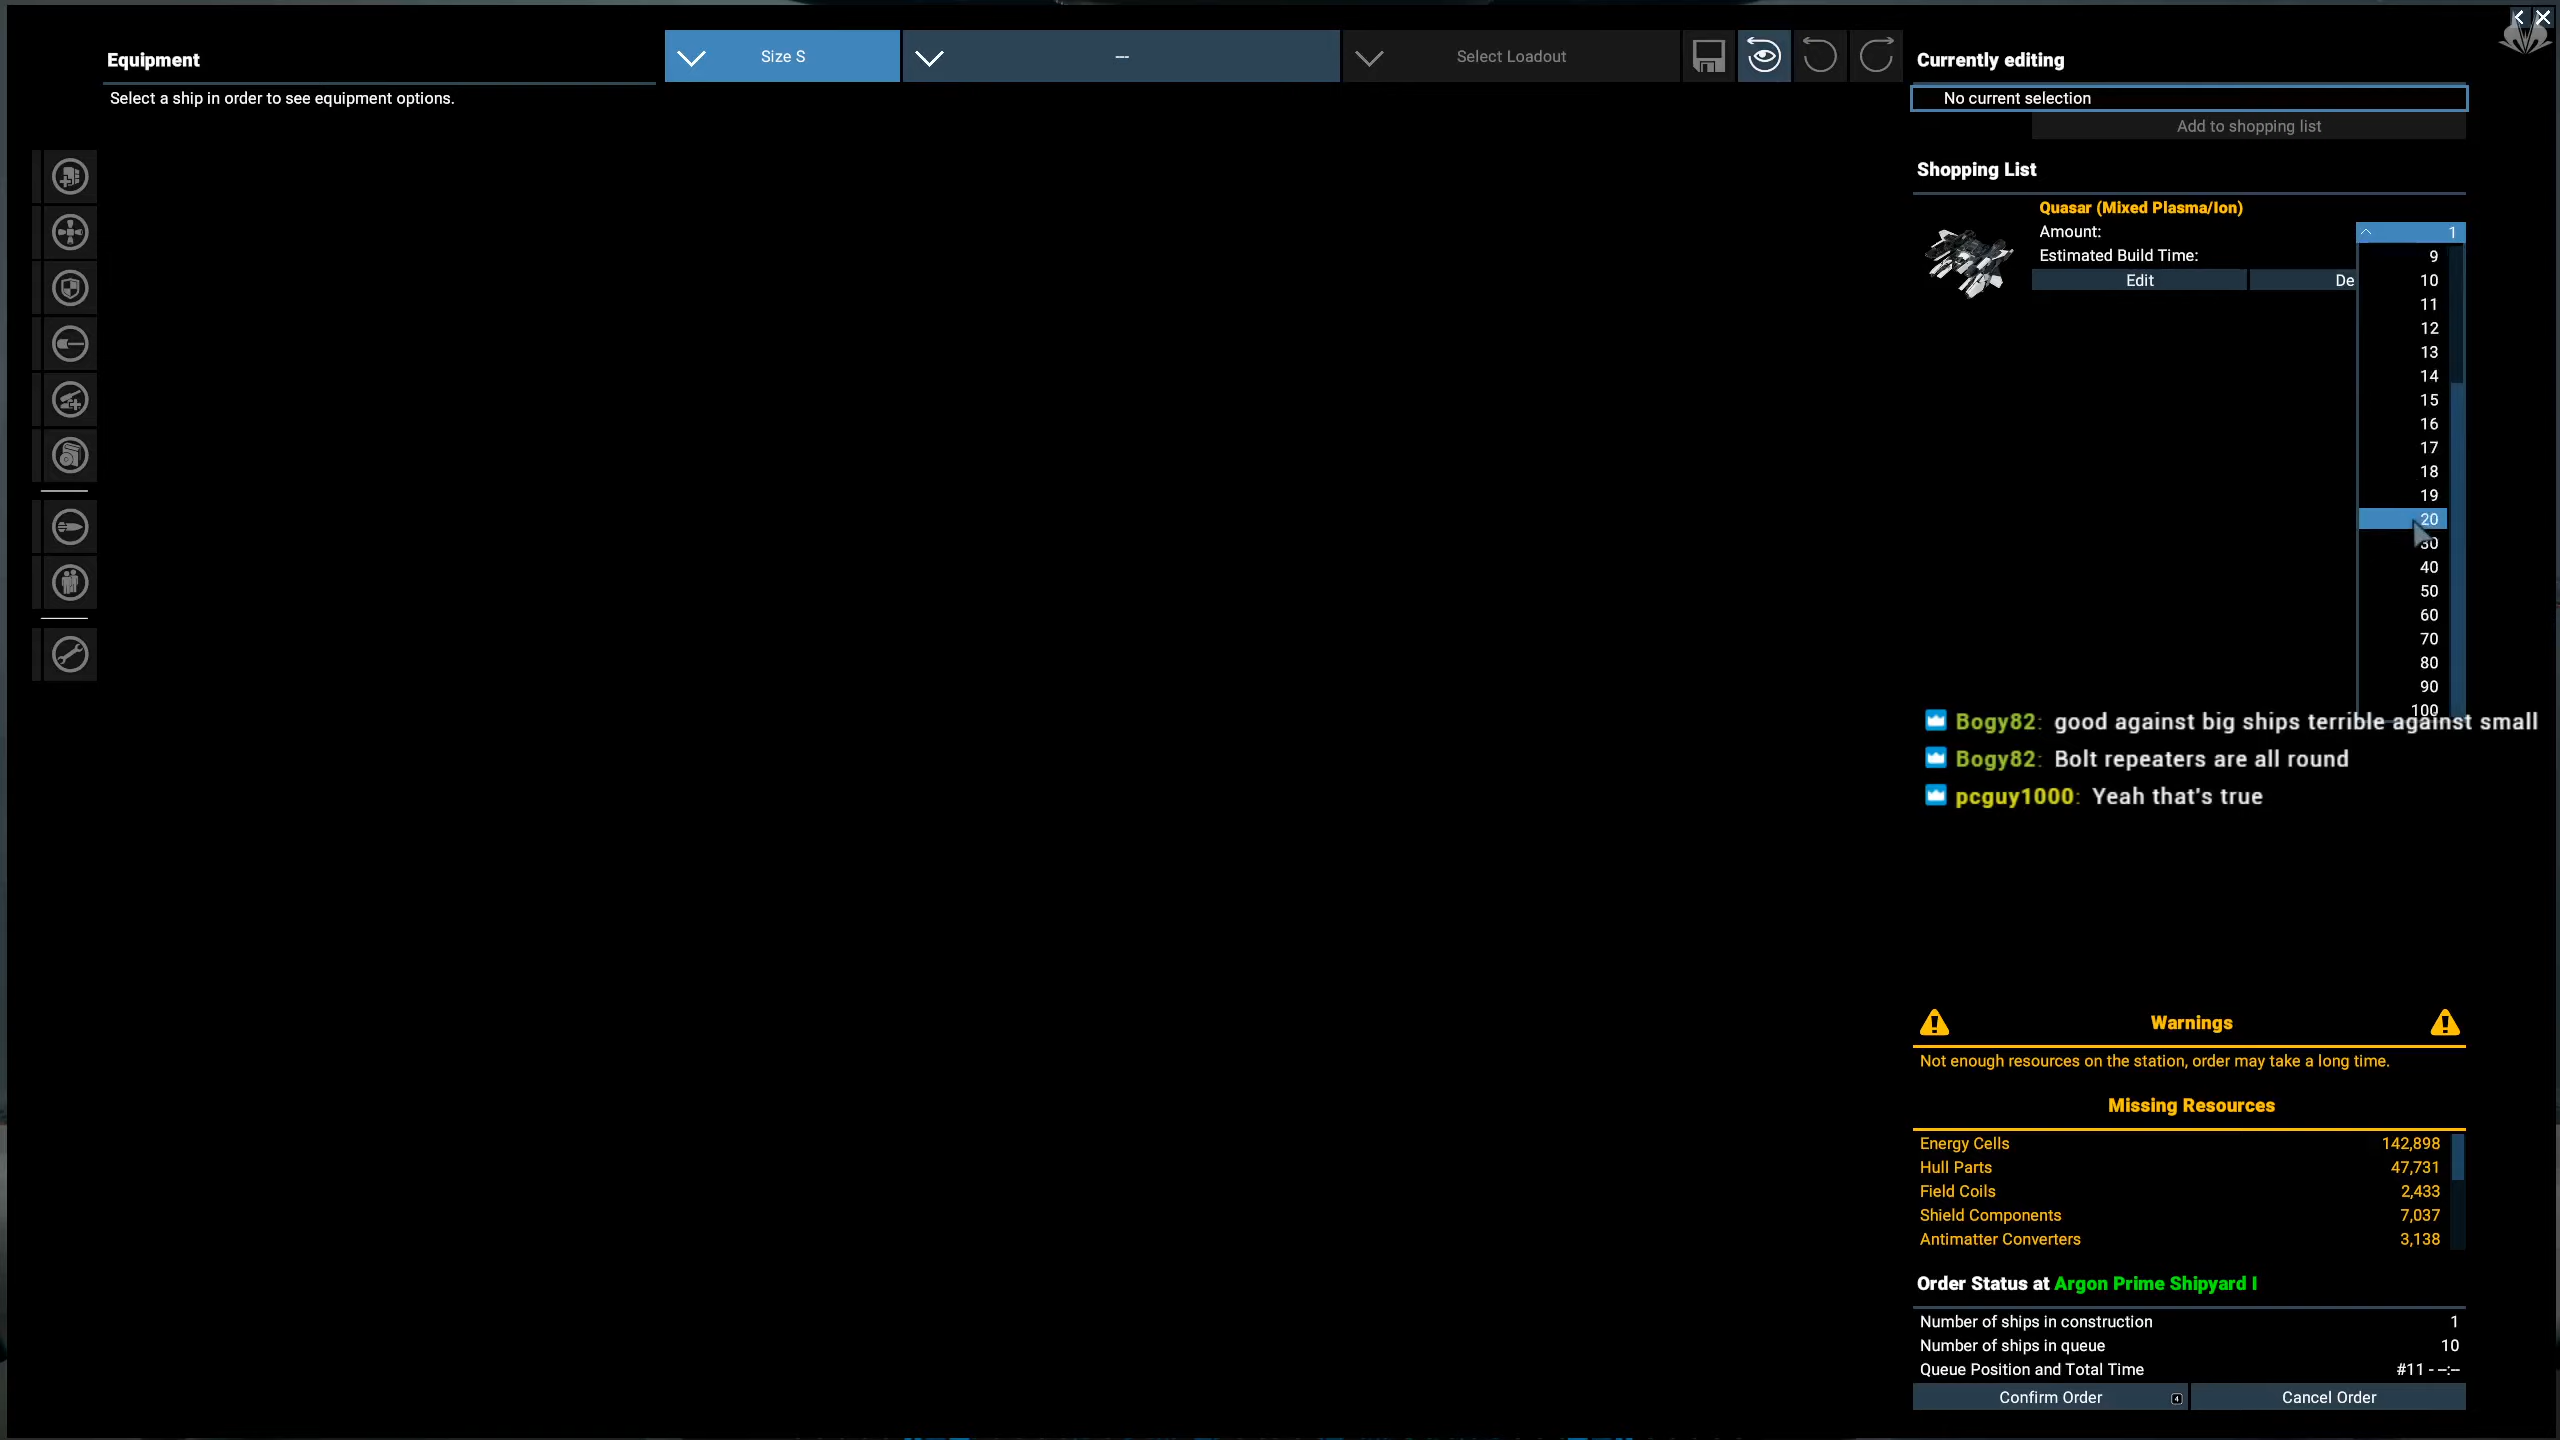 Equipment
Size S
---
Select Loadout
Currently editing
Select a ship in order to see equipment options.
No current selection
Add to shopping list
Shopping List
Quasar (Mixed Plasma/Ion)
Amount:
1
Estimated Build Time:
Edit
De
9
10
11
12
13
14
15
16
17
18
19
20
30
40
50
60
70
80
90
100
Bogy82: good against big ships terrible against small
Bogy82: Bolt repeaters are all round
pcguy1000: Yeah that's true
Warnings
Not enough resources on the station, order may take a long time.
Missing Resources
Energy Cells 142,898
Hull Parts 47,731
Field Coils 2,433
Shield Components 7,037
Antimatter Converters 3,138
Order Status at Argon Prime Shipyard I
Number of ships in construction 1
Number of ships in queue 10
Queue Position and Total Time #11 - --:--
Confirm Order
Cancel Order